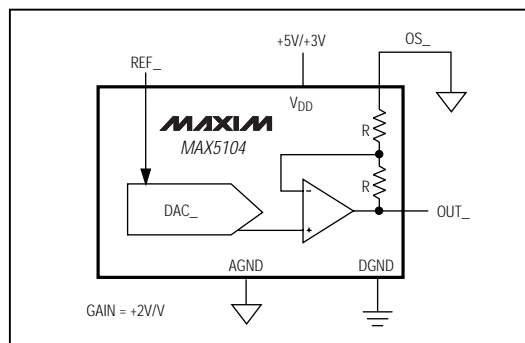 +5V/+3V
OS_
REF_
VDD
MAXIM
MAX5104
R
R
DAC_
−
+
OUT_
AGND
DGND
GAIN = +2V/V